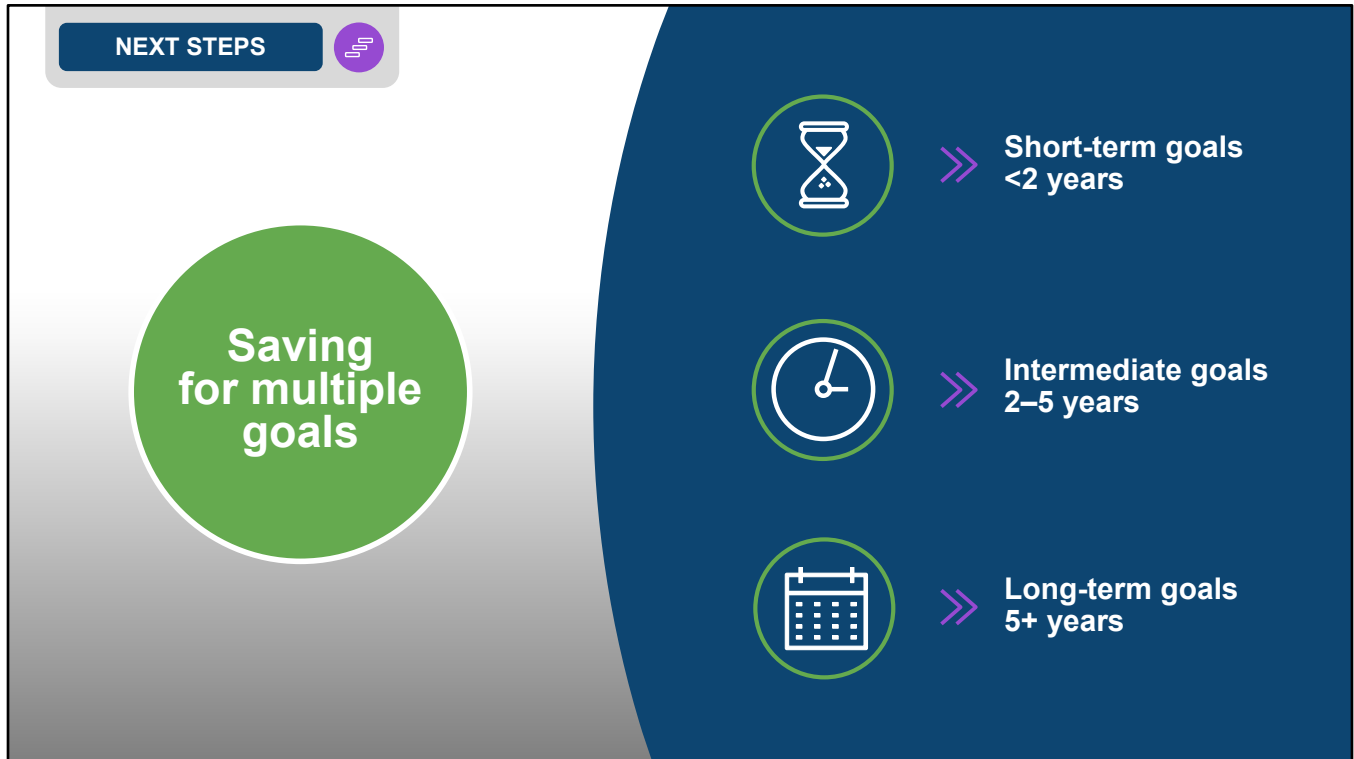 NEXT STEPS
Saving
for multiple
goals
Short-term goals
<2 years
Intermediate goals
2–5 years
Long-term goals
5+ years